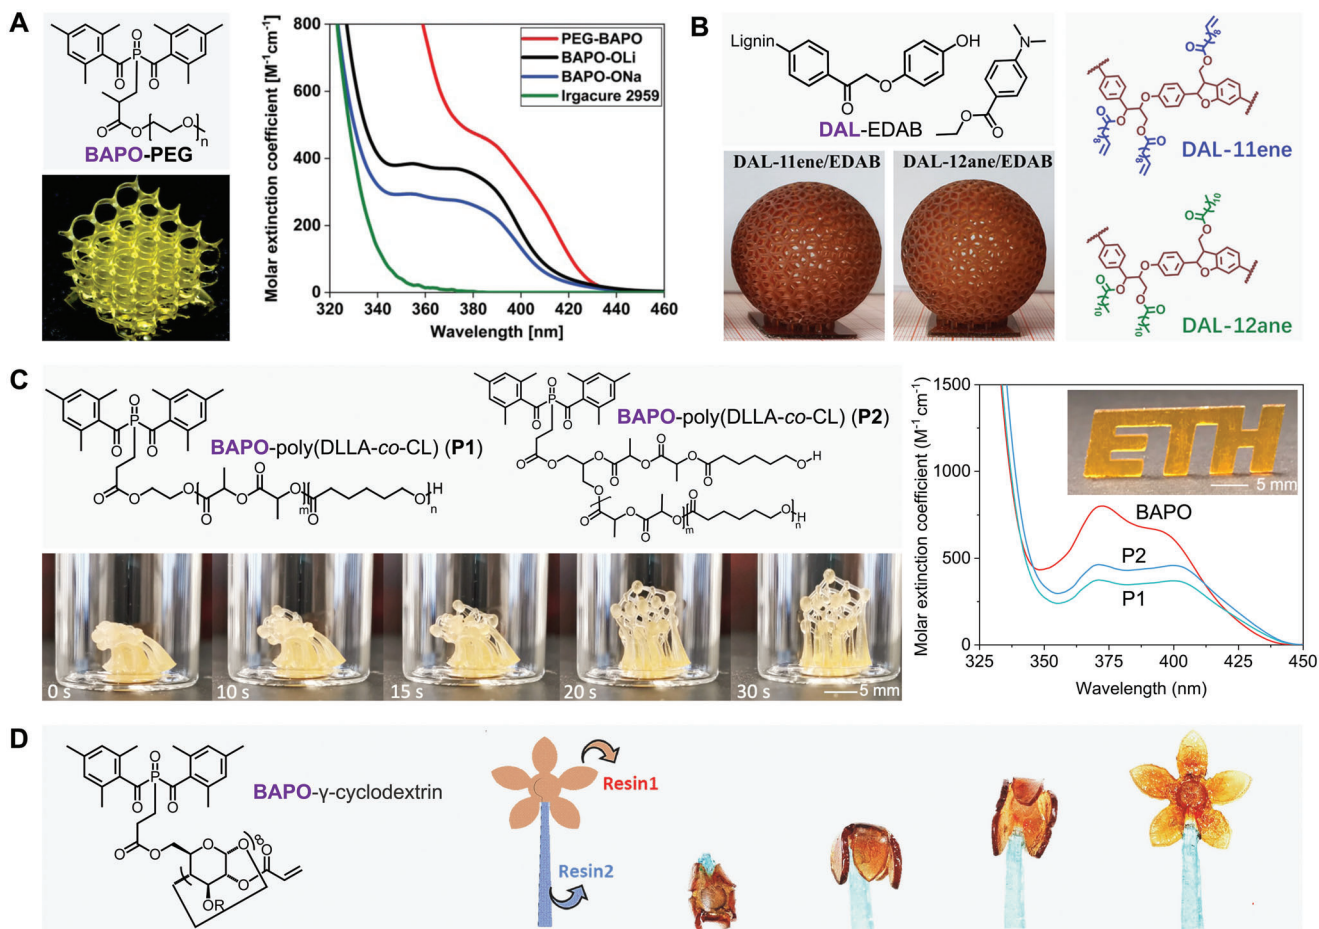 A
BAPO-PEG
Molar extinction coefficient [M⁻¹cm⁻¹]
800
600
400
200
0
320
340
360
380
400
420
440
460
Wavelength [nm]
PEG-BAPO
BAPO-OLi
BAPO-ONa
Irgacure 2959
B
Lignin
DAL-EDAB
DAL-11ene/EDAB
DAL-12ane/EDAB
DAL-11ene
DAL-12ane
C
BAPO-poly(DLLA-co-CL) (P1)
BAPO-poly(DLLA-co-CL) (P2)
0 s
10 s
15 s
20 s
30 s
5 mm
Molar extinction coefficient (M⁻¹ cm⁻¹)
1500
1000
500
0
325
350
375
400
425
450
Wavelength (nm)
ETH
5 mm
BAPO
P2
P1
D
BAPO-γ-cyclodextrin
Resin1
Resin2